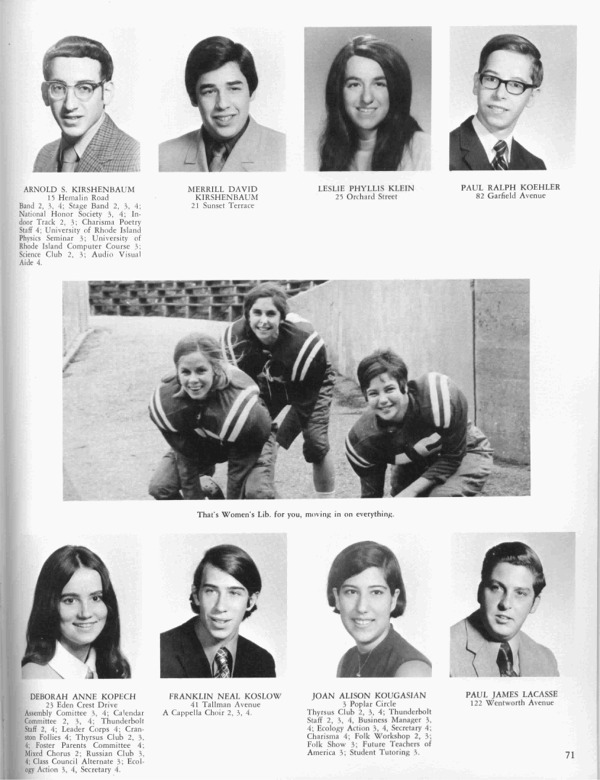 ARNOLD S. KIRSHENBAUM
15 Hemalin Road
Band 2, 3, 4; Stage Band 2, 3, 4;
National Honor Society 3, 4; In-
door Track 2, 3; Charisma Poetry
Staff 4; University of Rhode Island
Physics Seminar 3; University of
Rhode Island Computer Course 3;
Science Club 2, 3; Audio Visual
Aide 4.
MERRILL DAVID
KIRSHENBAUM
21 Sunset Terrace
LESLIE PHYLLIS KLEIN
25 Orchard Street
PAUL RALPH KOEHLER
82 Garfield Avenue
That's Women's Lib. for you, moving in on everything.
DEBORAH ANNE KOPECH
23 Eden Crest Drive
Assembly Comittee 3, 4; Calendar
Committee 2, 3, 4; Thunderbolt
Staff 2, 4; Leader Corps 4; Cran-
ston Follies 4; Thyrsus Club 2, 3,
4; Foster Parents Committee 4;
Mixed Chorus 2; Russian Club 3,
4; Class Council Alternate 3; Ecol-
ogy Action 3, 4, Secretary 4.
FRANKLIN NEAL KOSLOW
41 Tallman Avenue
A Cappella Choir 2, 3, 4.
JOAN ALISON KOUGASIAN
3 Poplar Circle
Thyrsus Club 2, 3, 4; Thunderbolt
Staff 2, 3, 4, Business Manager 3,
4; Ecology Action 3, 4, Secretary 4;
Charisma 4; Folk Workshop 2, 3;
Folk Show 3; Future Teachers of
America 3; Student Tutoring 3.
PAUL JAMES LACASSE
122 Wentworth Avenue
71